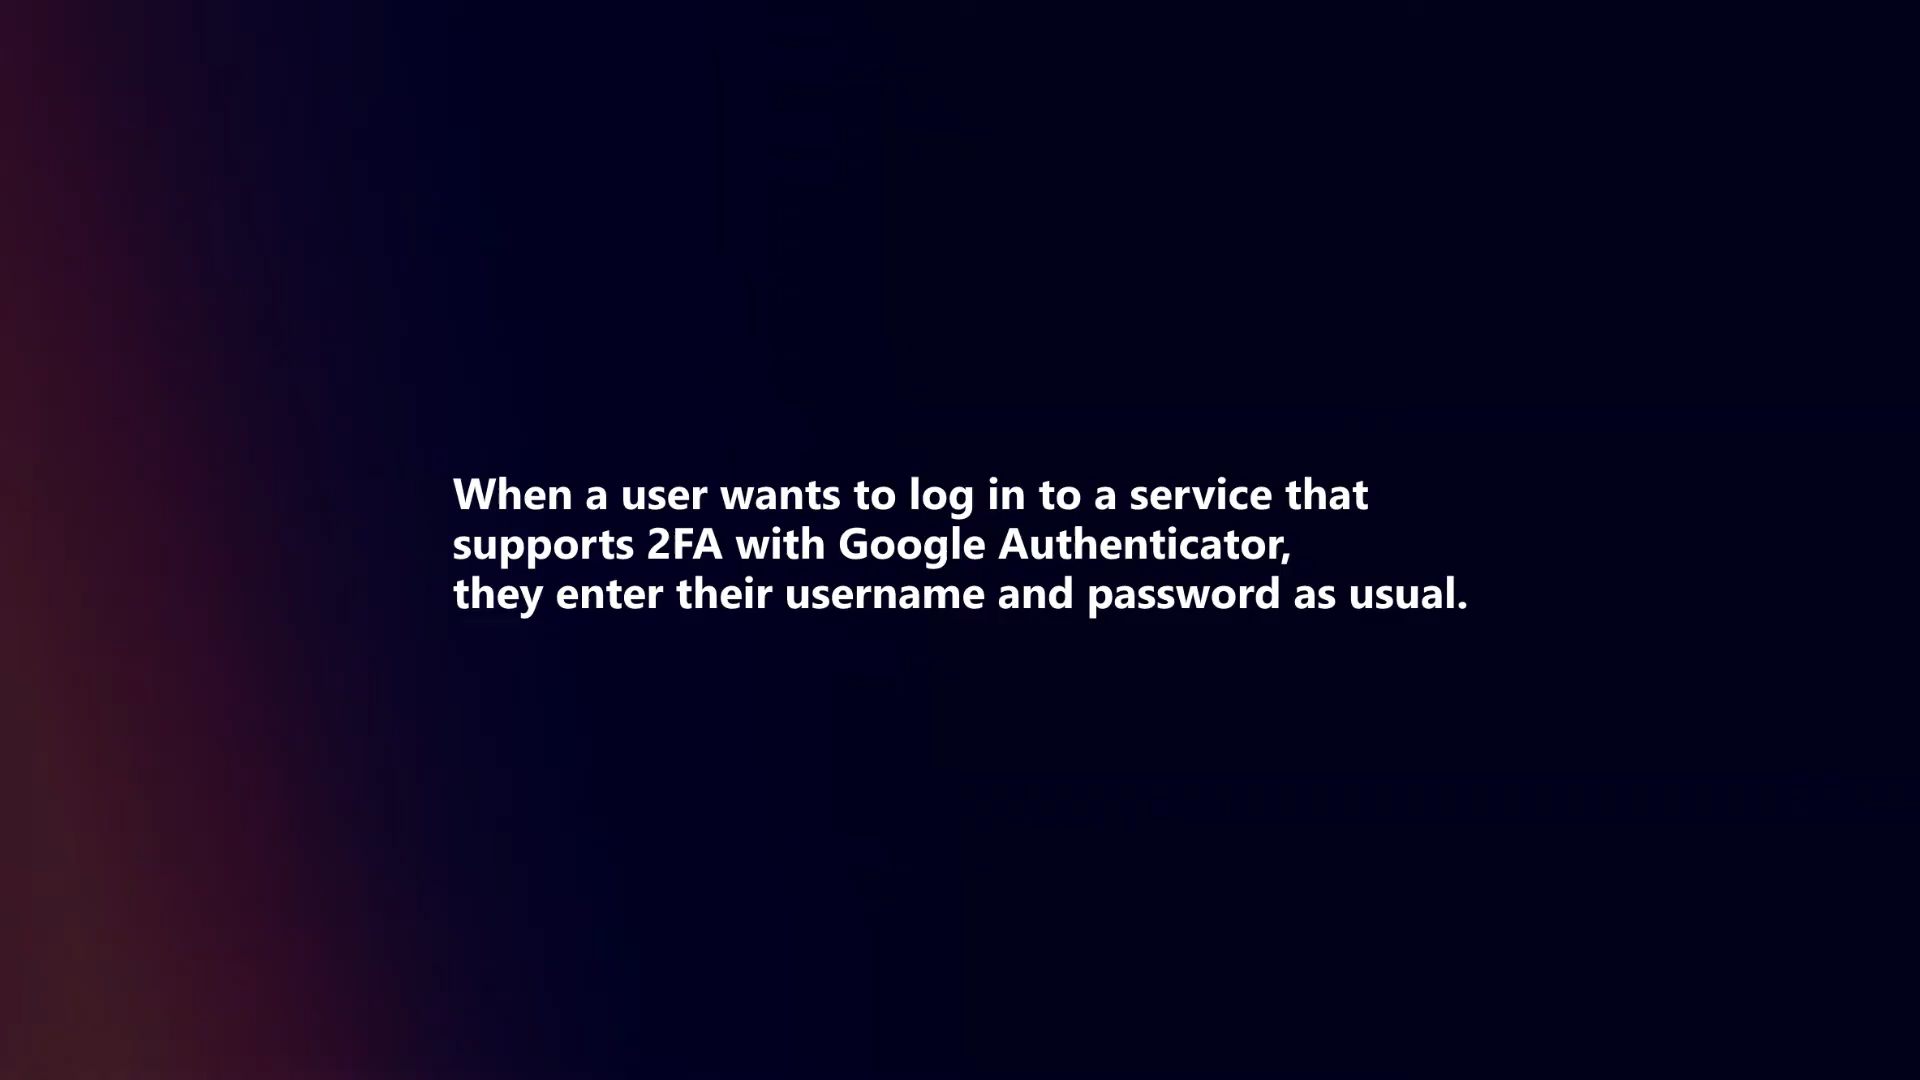 When a user wants to log in to a service that
supports 2FA with Google Authenticator,
they enter their username and password as usual.